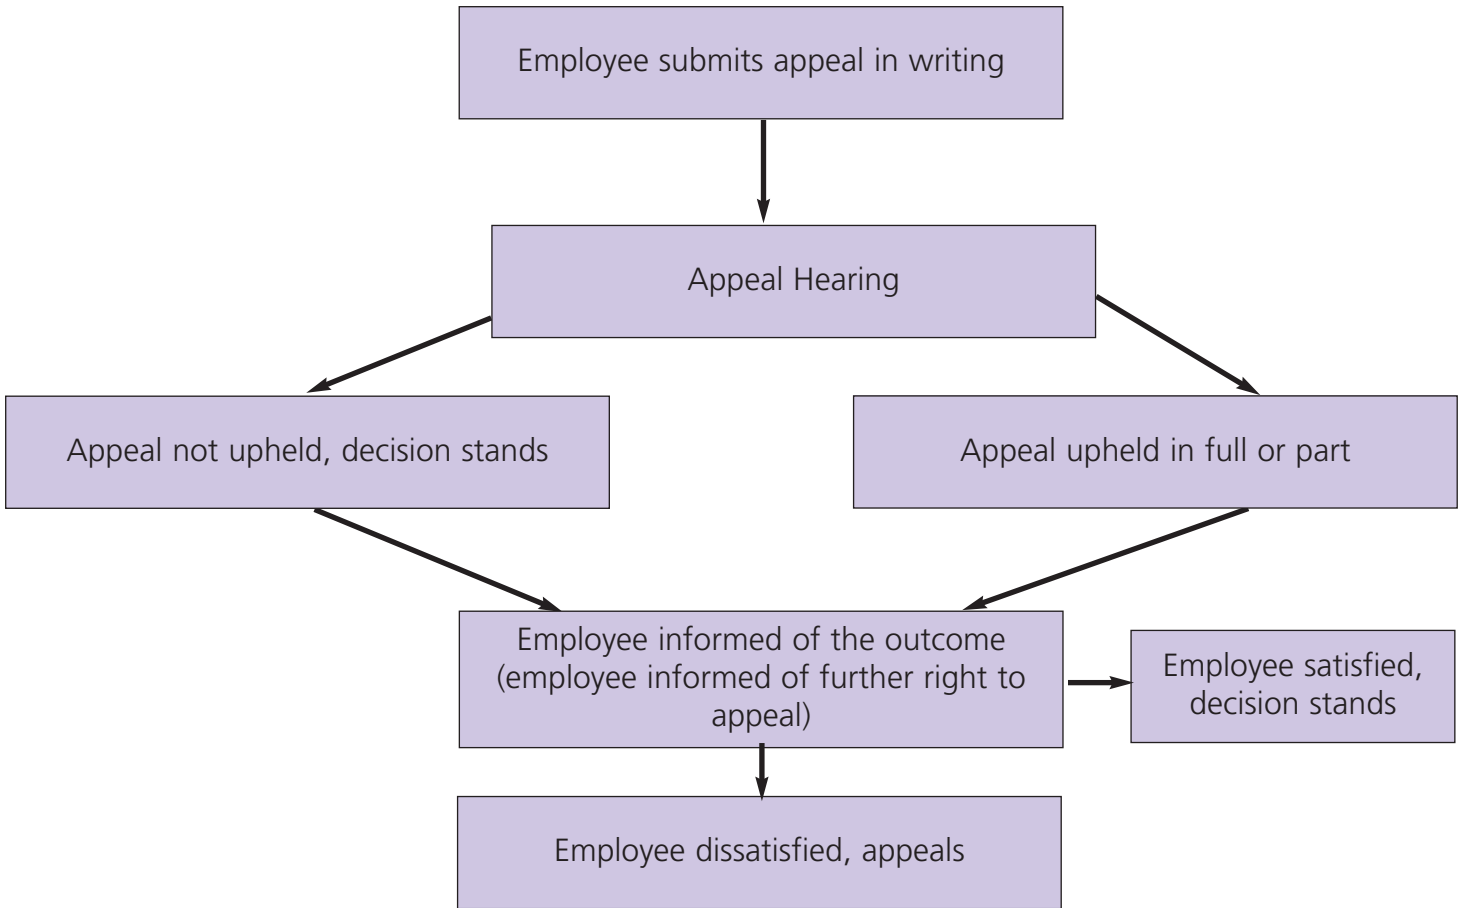 Employee submits appeal in writing
Appeal Hearing
Appeal not upheld, decision stands
Appeal upheld in full or part
Employee informed of the outcome
(employee informed of further right to
appeal)
Employee satisfied,
decision stands
Employee dissatisfied, appeals